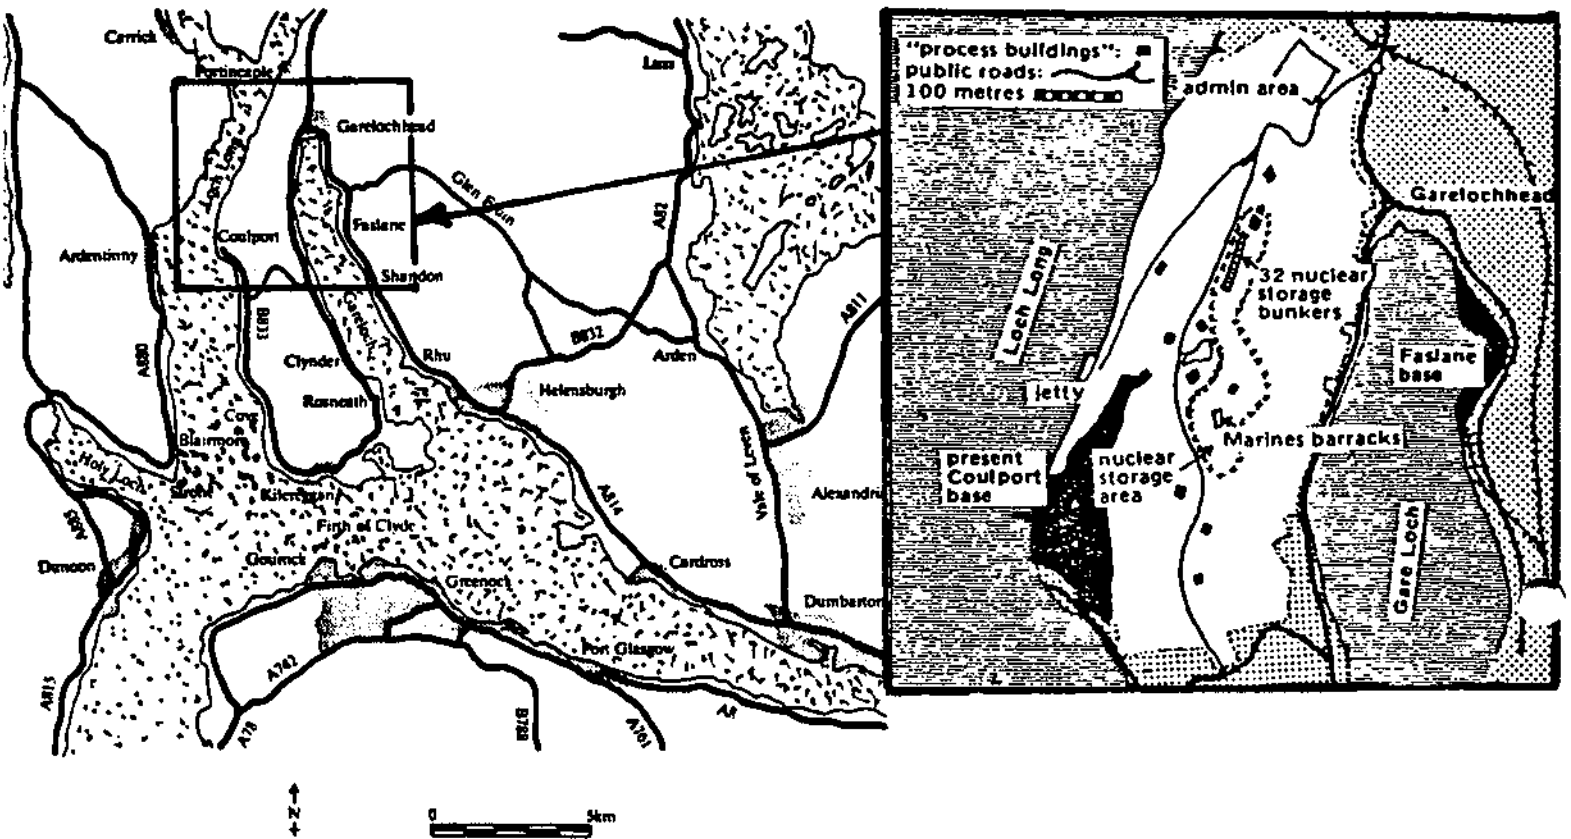 Carrick
Portincaple
Garelochhead
Luss
Loch Long
Glen Fruin
A82
Faslane
Coulport
Ardentinny
Shandon
Gareloch
B833
A811
A880
Clynder
Rhu
B832
Arden
Helensburgh
Rosneath
Cove
Blairmore
Holy Loch
Strone
Kilcreggan
Vale of Leven
Alexandri
A814
Firth of Clyde
A885
Dunoon
Gourock
Greenock
Cardross
Dumbarton
Port Glasgow
A742
A815
A78
B788
A761
A8
N
0
5km
"process buildings":
public roads:
100 metres
admin area
Garelochhead
Loch Long
32 nuclear
storage
bunkers
Faslane
base
Jetty
Marines barracks
present
Coulport
base
nuclear
storage
area
Gare Loch